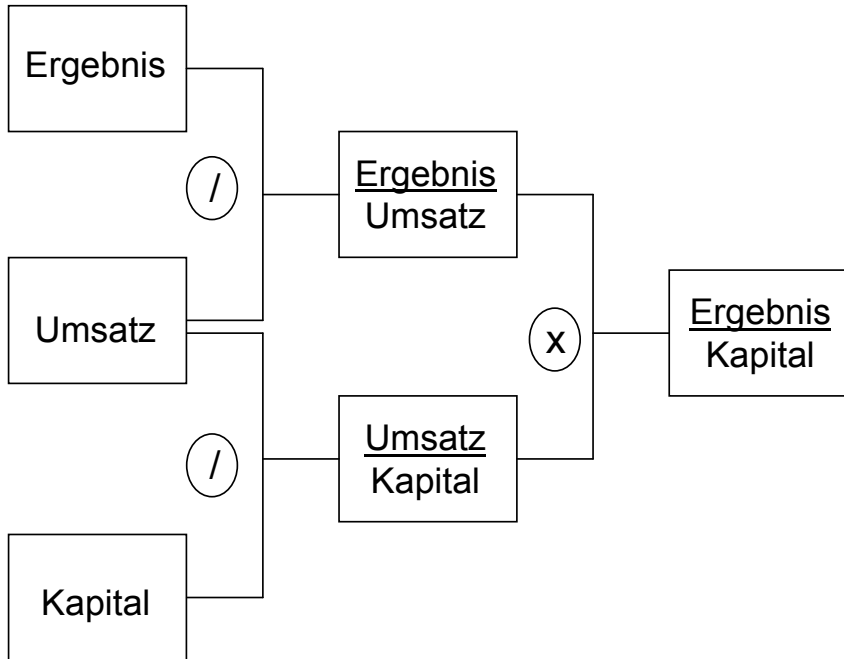 Ergebnis
/
Umsatz
/
Kapital
Ergebnis
Umsatz
Umsatz
Kapital
x
Ergebnis
Kapital